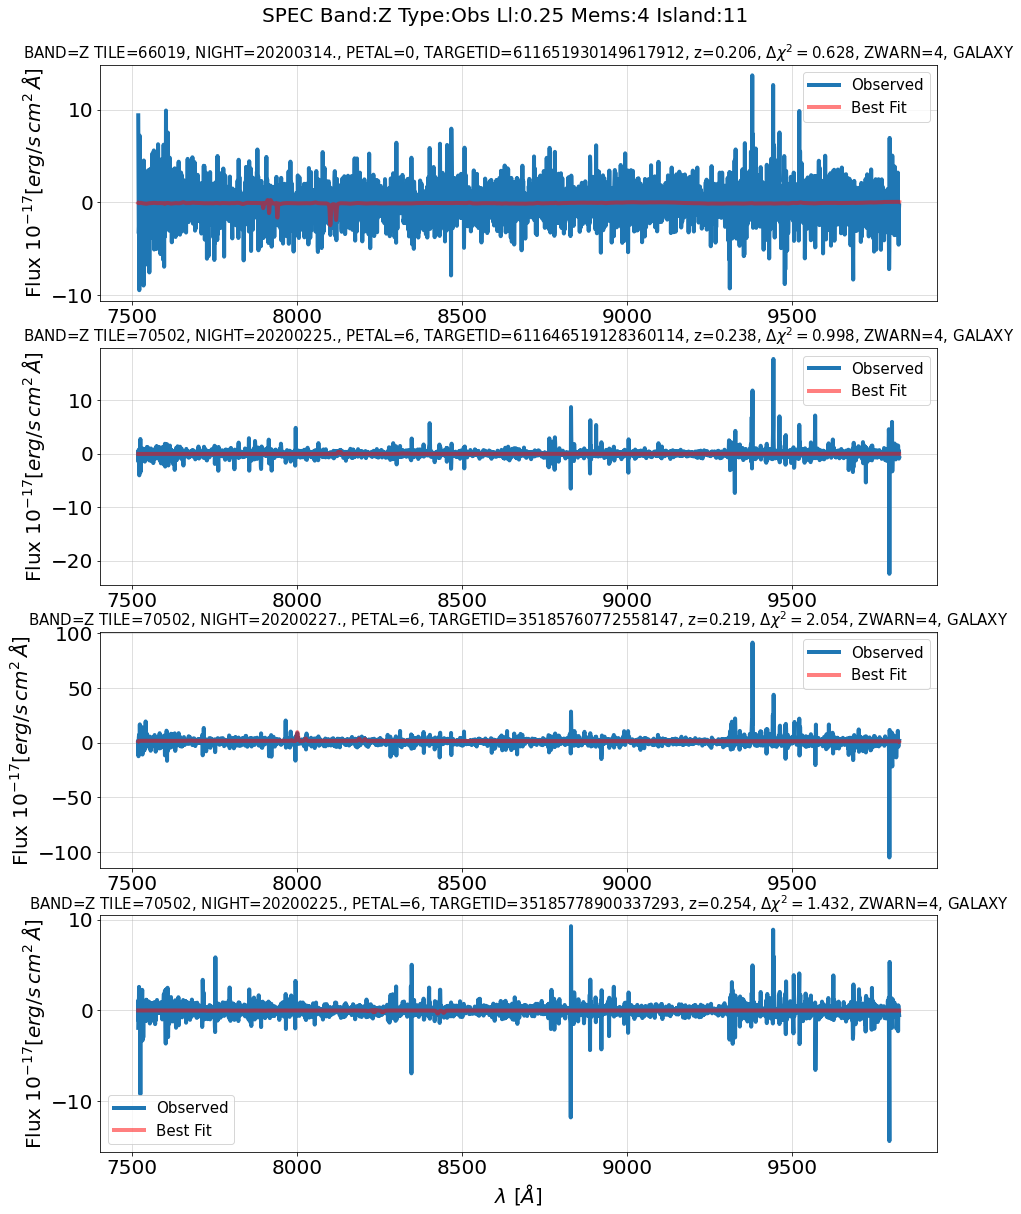 SPEC Band:Z Type:Obs Ll:0.25 Mems:4 Island:11
BAND=Z TILE=66019, NIGHT=20200314., PETAL=0, TARGETID=616651930149617912, z=0.206, Δχ² = 0.628, ZWARN=4, GALAXY
Flux 10⁻¹⁷[erg/s cm² Å]
10
0
−10
Observed
Best Fit
7500 8000 8500 9000 9500
BAND=Z TILE=70502, NIGHT=20200225., PETAL=6, TARGETID=616646519128360114, z=0.238, Δχ² = 0.998, ZWARN=4, GALAXY
Flux 10⁻¹⁷[erg/s cm² Å]
10
0
−10
−20
Observed
Best Fit
7500 8000 8500 9000 9500
BAND=Z TILE=70502, NIGHT=20200227., PETAL=6, TARGETID=35185760772558147, z=0.219, Δχ² = 2.054, ZWARN=4, GALAXY
Flux 10⁻¹⁷[erg/s cm² Å]
100
50
0
−50
−100
Observed
Best Fit
7500 8000 8500 9000 9500
BAND=Z TILE=70502, NIGHT=20200225., PETAL=6, TARGETID=35185778900337293, z=0.254, Δχ² = 1.432, ZWARN=4, GALAXY
Flux 10⁻¹⁷[erg/s cm² Å]
10
0
−10
Observed
Best Fit
7500 8000 8500 9000 9500
λ [Å]